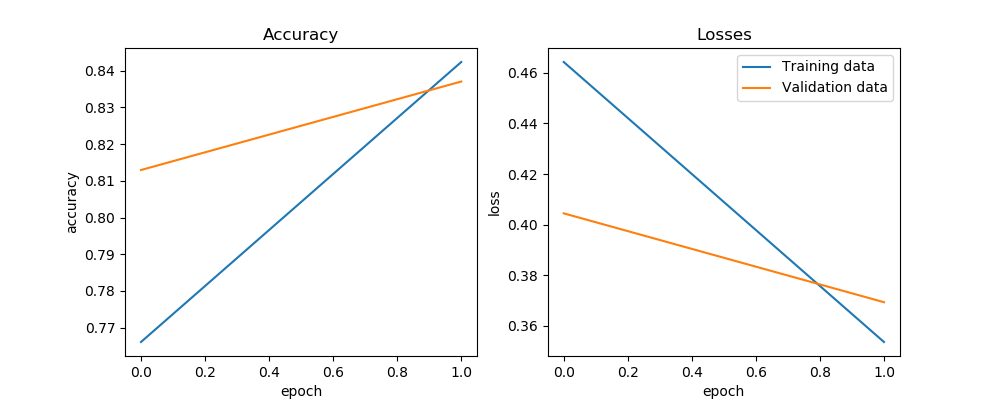 Accuracy
0.84
0.83
0.82
0.81
0.80
0.79
0.78
0.77
accuracy
0.0 0.2 0.4 0.6 0.8 1.0
epoch
Losses
Training data
Validation data
0.46
0.44
0.42
0.40
0.38
0.36
loss
0.0 0.2 0.4 0.6 0.8 1.0
epoch